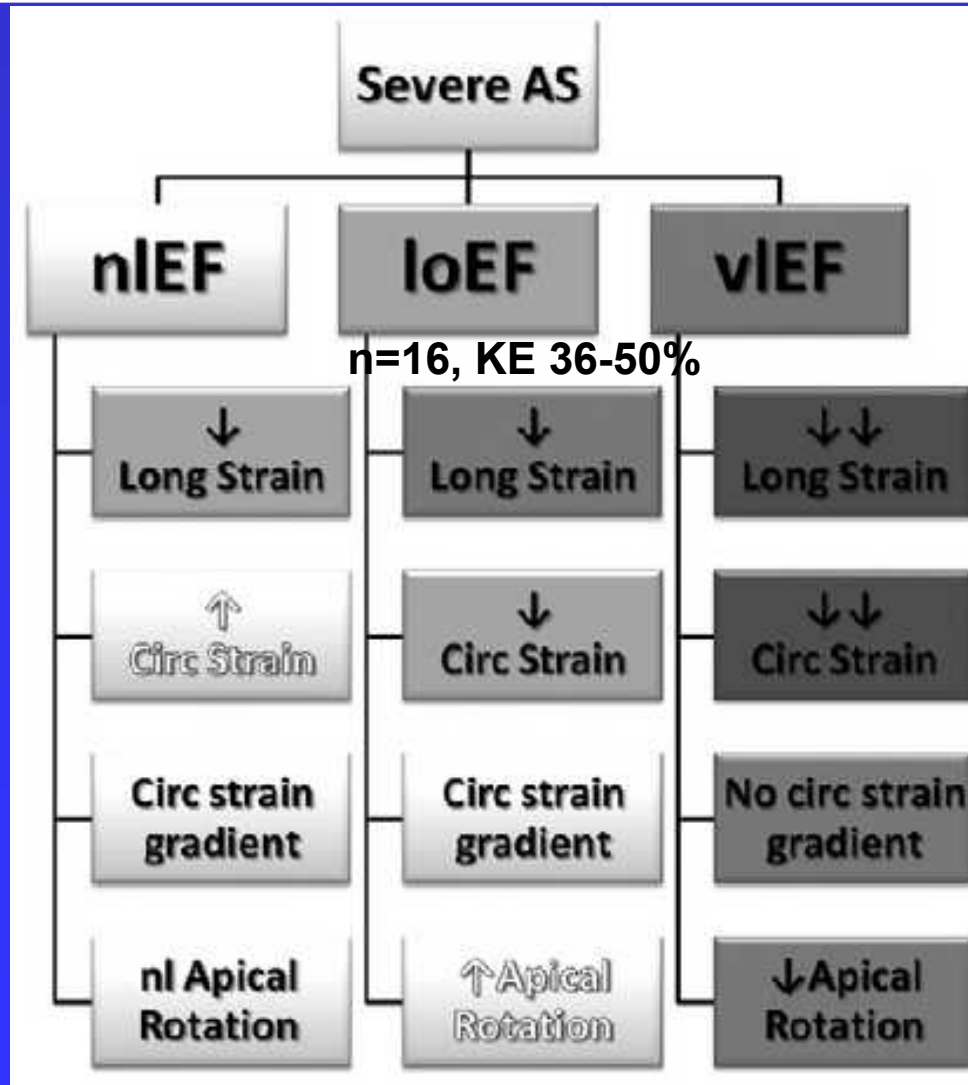 Severe AS
nlEF
loEF
vlEF
n=16, KE 36-50%
↓
Long Strain
↓
Long Strain
↓↓
Long Strain
↑
Circ Strain
↓
Circ Strain
↓↓
Circ Strain
Circ strain
gradient
Circ strain
gradient
No circ strain
gradient
nl Apical
Rotation
↑Apical
Rotation
↓Apical
Rotation